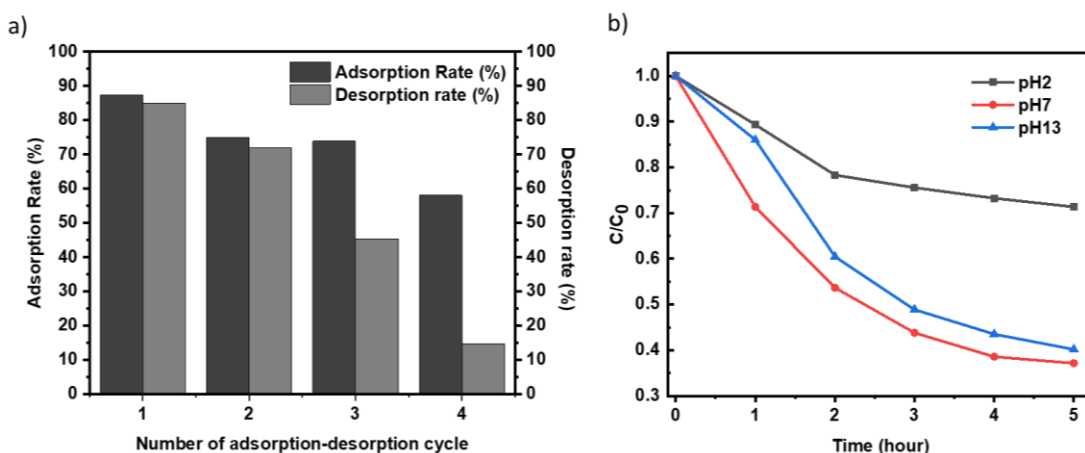 a)
Adsorption Rate (%)
100
90
80
70
60
50
40
30
20
10
0
Adsorption Rate (%)
Desorption rate (%)
100
90
80
70
60
50
40
30
20
10
0
Desorption rate (%)
1 2 3 4
Number of adsorption-desorption cycle
b)
C/C0
1.0
0.9
0.8
0.7
0.6
0.5
0.4
0.3
pH2
pH7
pH13
0 1 2 3 4 5
Time (hour)